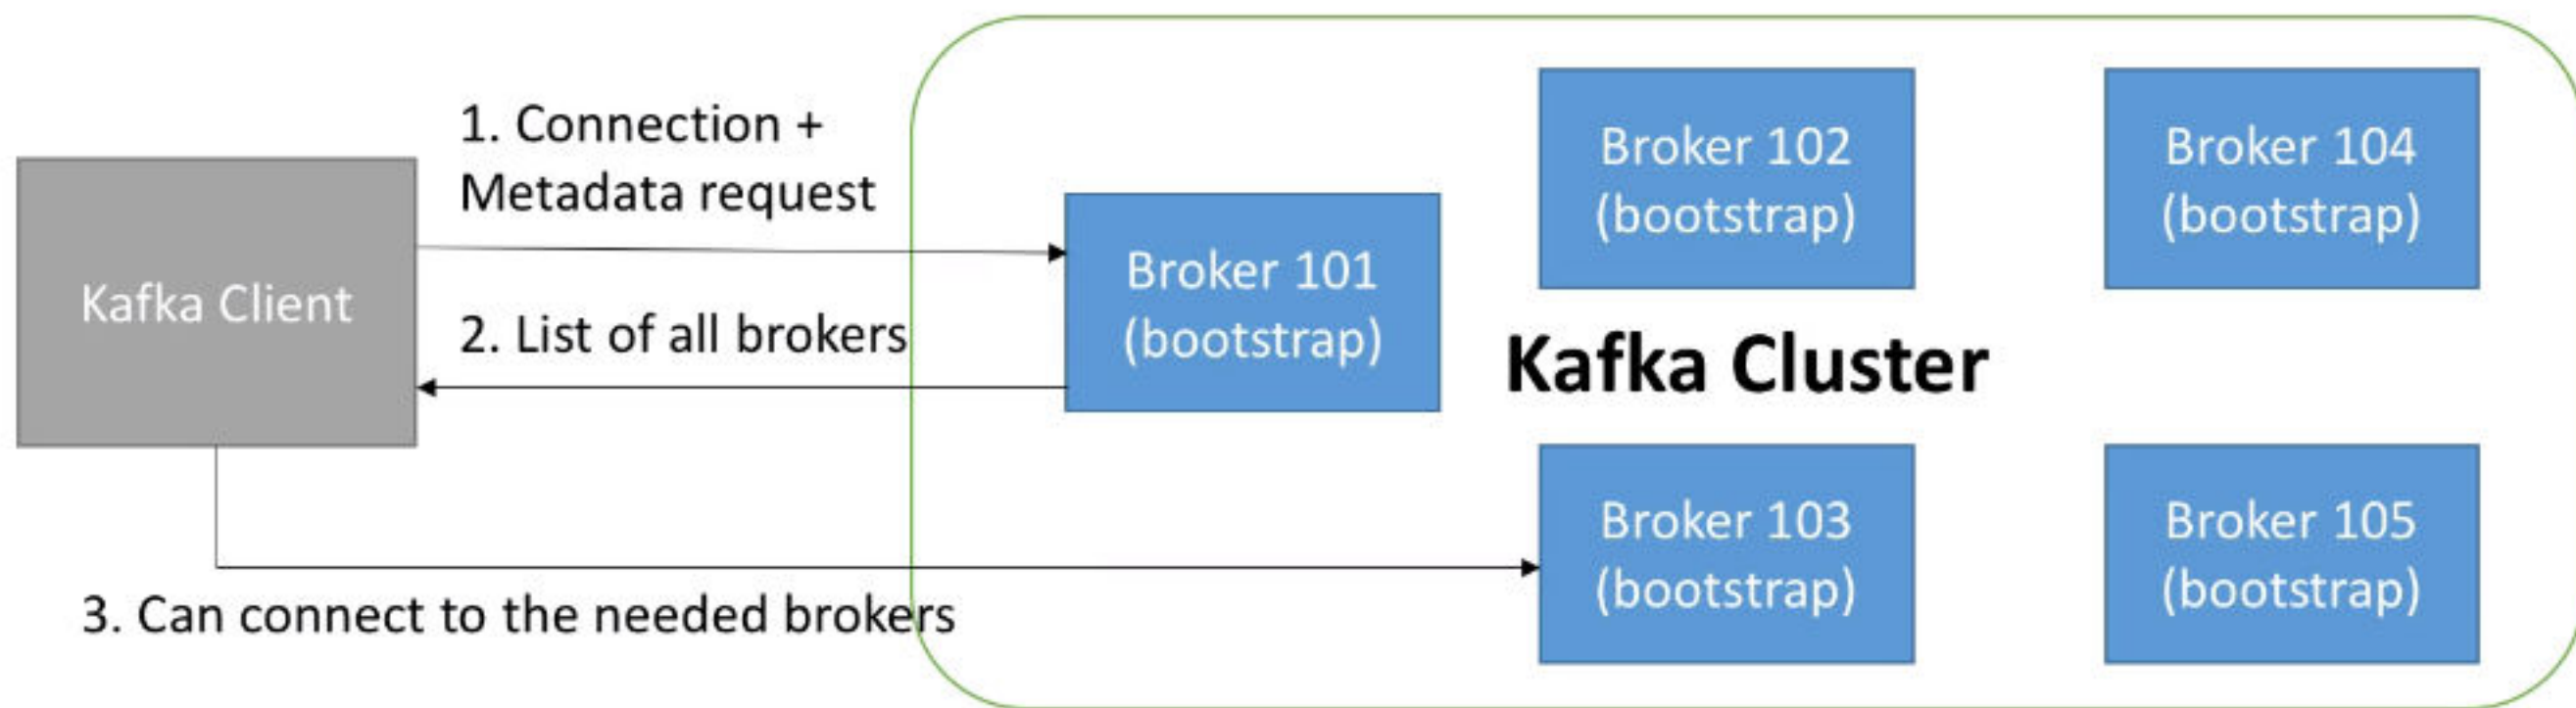 1. Connection +
Metadata request
Kafka Client
2. List of all brokers
3. Can connect to the needed brokers
Broker 101
(bootstrap)
Broker 102
(bootstrap)
Broker 104
(bootstrap)
Kafka Cluster
Broker 103
(bootstrap)
Broker 105
(bootstrap)